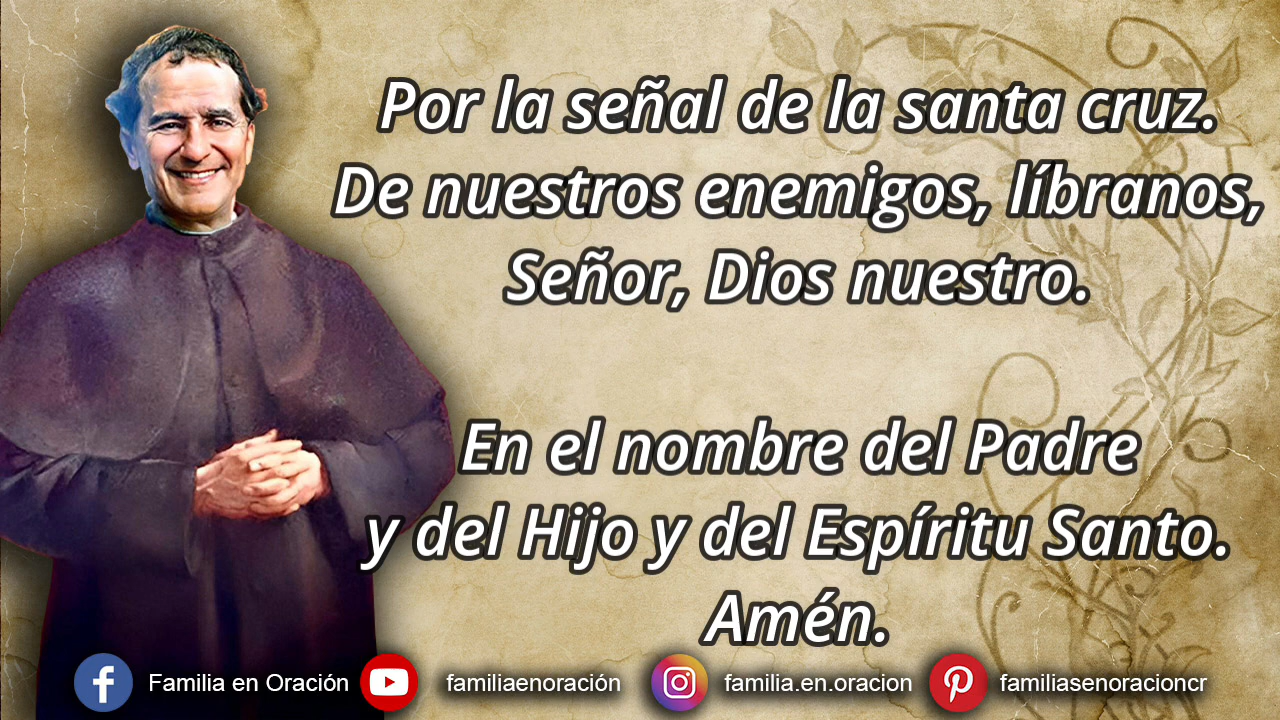 Por la señal de la santa cruz.
De nuestros enemigos, líbranos,
Señor, Dios nuestro.
En el nombre del Padre
y del Hijo y del Espíritu Santo.
Amén.
Familia en Oración
familiaenoración
familia.en.oracion
familiasenoracioncr